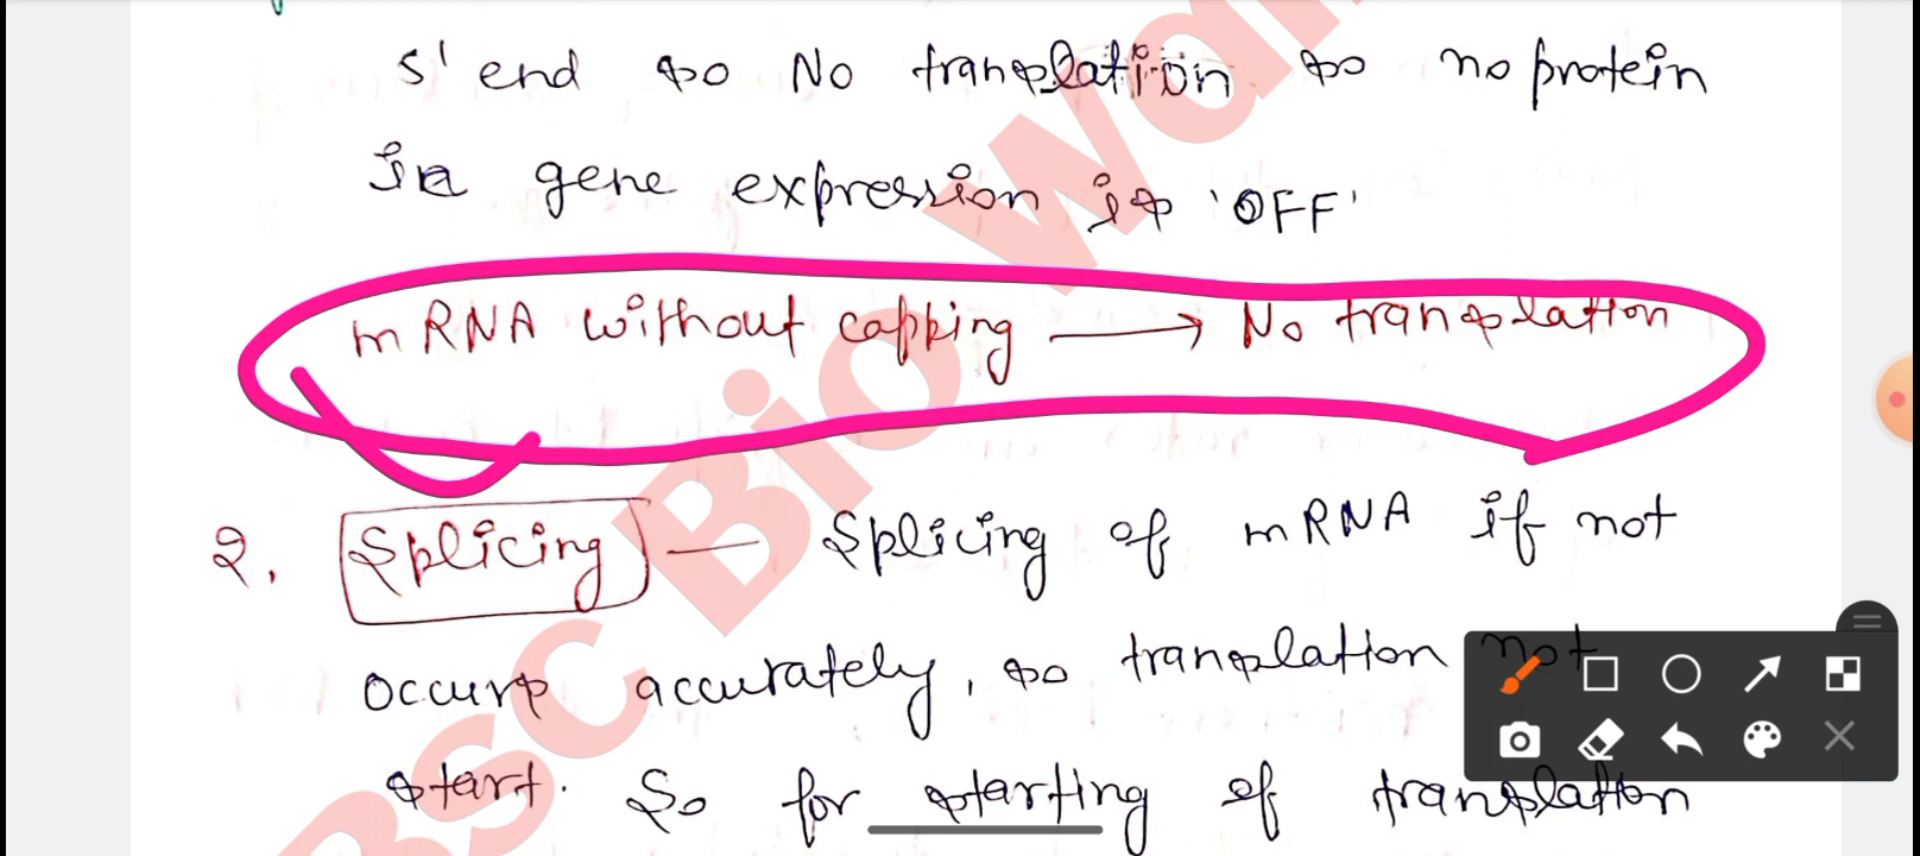 5' end so No translation so no protein
i.e gene expression is 'OFF'
mRNA without capping → No translation
2. Splicing — Splicing of mRNA if not
occurs accurately, so translation not
start. So for starting of translation
BSC Bio